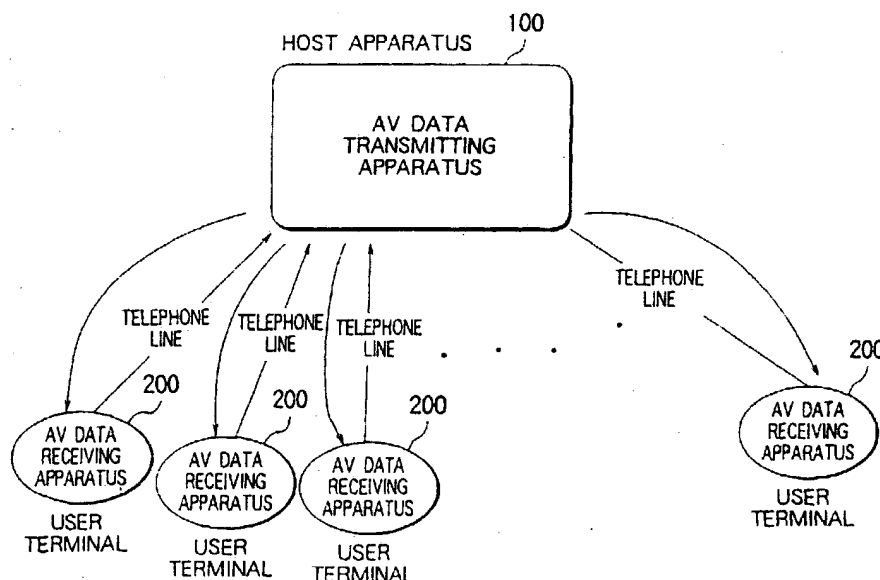 HOST APPARATUS
100
AV DATA
TRANSMITTING
APPARATUS
TELEPHONE
LINE
TELEPHONE
LINE
TELEPHONE
LINE
TELEPHONE
LINE
200
AV DATA
RECEIVING
APPARATUS
USER
TERMINAL
200
AV DATA
RECEIVING
APPARATUS
USER
TERMINAL
200
AV DATA
RECEIVING
APPARATUS
USER
TERMINAL
200
AV DATA
RECEIVING
APPARATUS
USER
TERMINAL